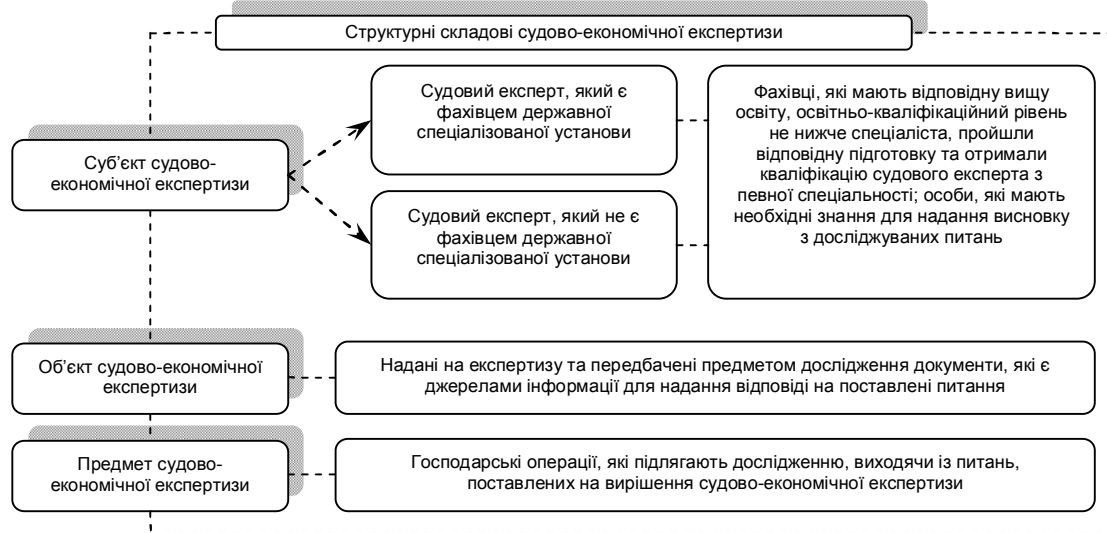 Структурні складові судово-економічної експертизи
Суб’єкт судово-
економічної експертизи
Судовий експерт, який є
фахівцем державної
спеціалізованої установи
Судовий експерт, який не є
фахівцем державної
спеціалізованої установи
Фахівці, які мають відповідну вищу
освіту, освітньо-кваліфікаційний рівень
не нижче спеціаліста, пройшли
відповідну підготовку та отримали
кваліфікацію судового експерта з
певної спеціальності; особи, які мають
необхідні знання для надання висновку
з досліджуваних питань
Об’єкт судово-економічної
експертизи
Надані на експертизу та передбачені предметом дослідження документи, які є
джерелами інформації для надання відповіді на поставлені питання
Предмет судово-
економічної експертизи
Господарські операції, які підлягають дослідженню, виходячи із питань,
поставлених на вирішення судово-економічної експертизи